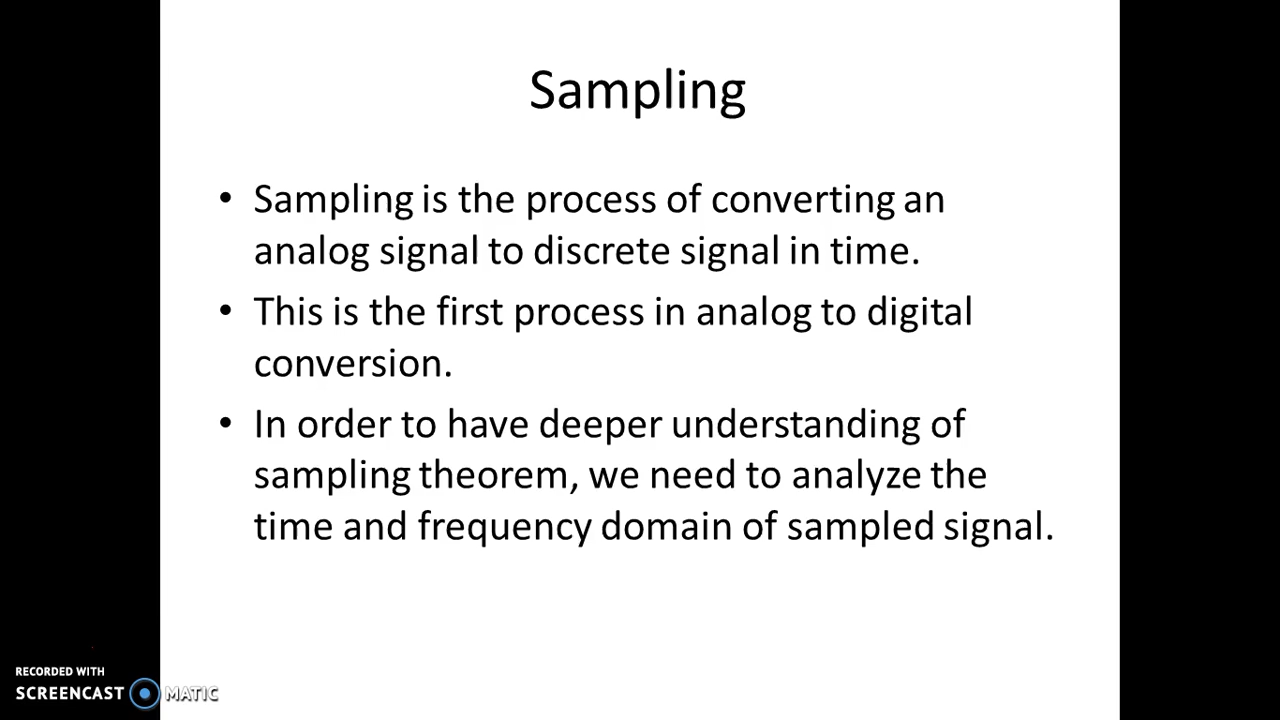 Sampling
• Sampling is the process of converting an
analog signal to discrete signal in time.
• This is the first process in analog to digital
conversion.
• In order to have deeper understanding of
sampling theorem, we need to analyze the
time and frequency domain of sampled signal.
RECORDED WITH
SCREENCAST MATIC